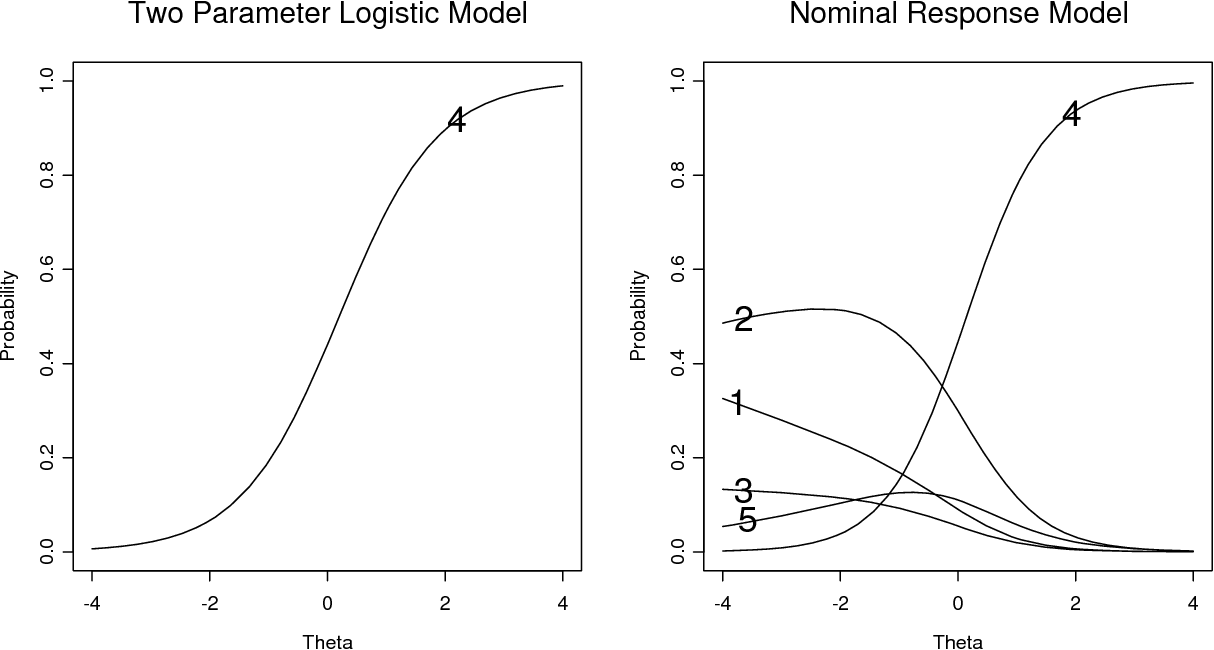 Two Parameter Logistic Model
Probability
1.0
0.8
0.6
0.4
0.2
0.0
4
-4 -2 0 2 4
Theta
Nominal Response Model
Probability
1.0
0.8
0.6
0.4
0.2
0.0
4
2
1
3
5
-4 -2 0 2 4
Theta